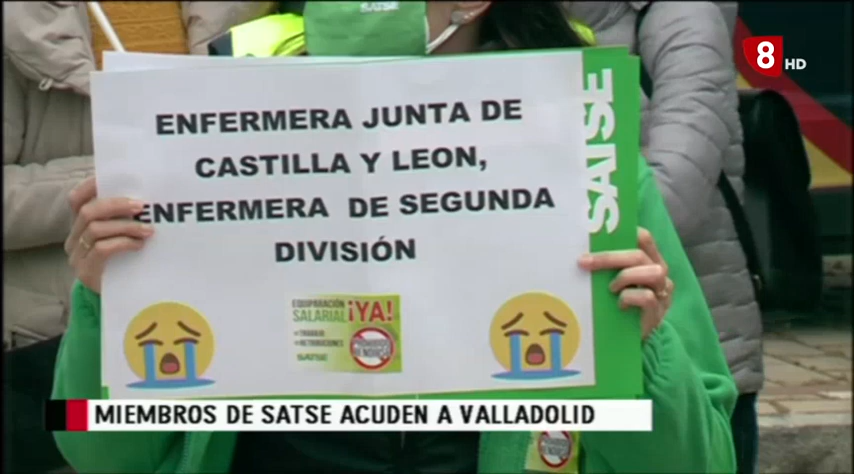 SATSE
8 HD
ENFERMERA JUNTA DE
CASTILLA Y LEON,
ENFERMERA DE SEGUNDA
DIVISIÓN
SATSE
EQUIPARACIÓN
SALARIAL ¡YA!
SATSE
MIEMBROS DE SATSE ACUDEN A VALLADOLID